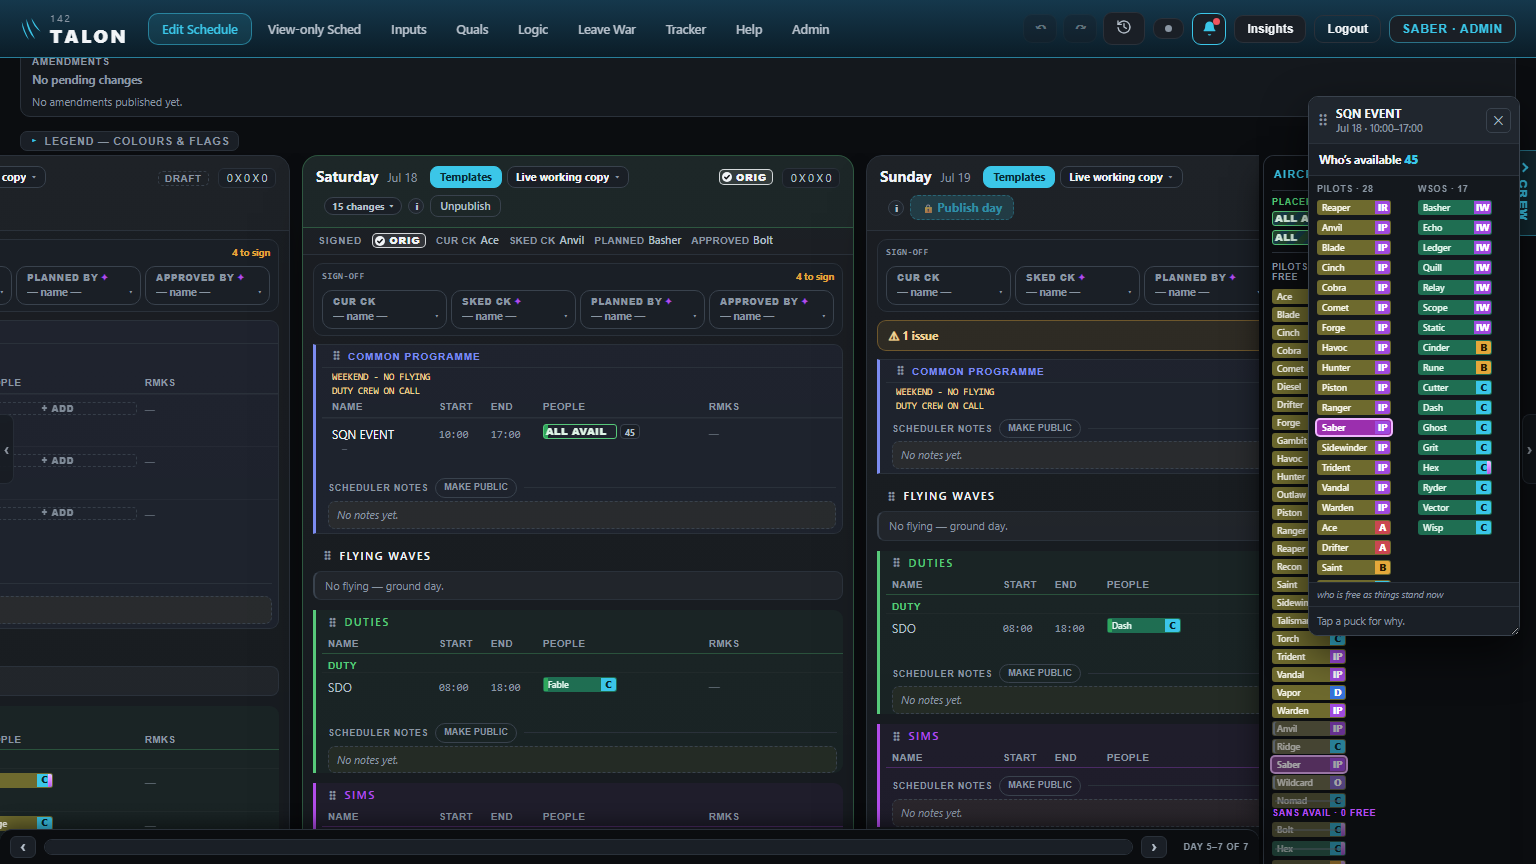 142
TALON
Edit Schedule
View-only Sched
Inputs
Quals
Logic
Leave War
Tracker
Help
Admin
Insights
Logout
SABER · ADMIN
AMENDMENTS
No pending changes
No amendments published yet.
LEGEND — COLOURS & FLAGS
copy
DRAFT
0X0X0
4 to sign
PLANNED BY
— name —
APPROVED BY
— name —
PLE
RMKS
+ ADD
—
+ ADD
—
+ ADD
—
PLE
RMKS
C
—
ge
C
—
Saturday
Jul 18
Templates
Live working copy
ORIG
0X0X0
15 changes
i
Unpublish
SIGNED
ORIG
CUR CK Ace
SKED CK Anvil
PLANNED Basher
APPROVED Bolt
SIGN-OFF
4 to sign
CUR CK
— name —
SKED CK
— name —
PLANNED BY
— name —
APPROVED BY
— name —
COMMON PROGRAMME
WEEKEND - NO FLYING
DUTY CREW ON CALL
NAME START END PEOPLE RMKS
SQN EVENT 10:00 17:00 ALL AVAIL 45 —
–
SCHEDULER NOTES
MAKE PUBLIC
No notes yet.
FLYING WAVES
No flying — ground day.
DUTIES
NAME START END PEOPLE RMKS
DUTY
SDO 08:00 18:00 Fable C —
SCHEDULER NOTES
MAKE PUBLIC
No notes yet.
SIMS
NAME START END PEOPLE RMKS
Sunday
Jul 19
Templates
Live working copy
i
Publish day
SIGN-OFF
CUR CK
— name —
SKED CK
— name —
PLANNED BY
— name —
1 issue
COMMON PROGRAMME
WEEKEND - NO FLYING
DUTY CREW ON CALL
SCHEDULER NOTES
MAKE PUBLIC
No notes yet.
FLYING WAVES
No flying — ground day.
DUTIES
NAME START END PEOPLE
DUTY
SDO 08:00 18:00 Dash C
SCHEDULER NOTES
MAKE PUBLIC
No notes yet.
SIMS
NAME START END PEOPLE
SCHEDULER NOTES
MAKE PUBLIC
No notes yet.
AIRC
PLACE
ALL A
ALL
PILOTS
FREE
Ace
Blade
Cinch
Cobra
Comet
Diesel
Drifter
Forge
Gambit
Havoc
Hunter
Outlaw
Piston
Ranger
Reaper
Recon
Saint
Sidewin
Talisma
Torch C
Trident IP
Vandal IP
Vapor D
Warden IP
Anvil IP
Ridge C
Saber IP
Wildcard O
Nomad C
SANS AVAIL · 0 FREE
Bolt C
Hex C
CREW
SQN EVENT
Jul 18 · 10:00–17:00
Who's available 45
PILOTS · 28
Reaper IR
Anvil IP
Blade IP
Cinch IP
Cobra IP
Comet IP
Forge IP
Havoc IP
Hunter IP
Piston IP
Ranger IP
Saber IP
Sidewinder IP
Trident IP
Vandal IP
Warden IP
Ace A
Drifter A
Saint B
WSOS · 17
Basher IW
Echo IW
Ledger IW
Quill IW
Relay IW
Scope IW
Static IW
Cinder B
Rune B
Cutter C
Dash C
Ghost C
Grit C
Hex C
Ryder C
Vector C
Wisp C
who is free as things stand now
Tap a puck for why.
DAY 5–7 OF 7